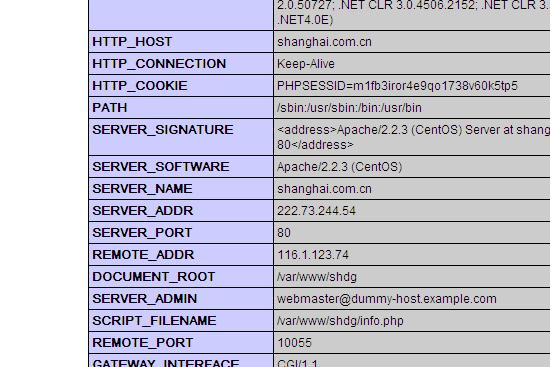 2.0.50727; .NET CLR 3.0.4506.2152; .NET CLR 3.
.NET4.0E)
HTTP_HOST shanghai.com.cn
HTTP_CONNECTION Keep-Alive
HTTP_COOKIE PHPSESSID=m1fb3iror4e9qo1738v60k5tp5
PATH /sbin:/usr/sbin:/bin:/usr/bin
SERVER_SIGNATURE <address>Apache/2.2.3 (CentOS) Server at shang
80</address>
SERVER_SOFTWARE Apache/2.2.3 (CentOS)
SERVER_NAME shanghai.com.cn
SERVER_ADDR 222.73.244.54
SERVER_PORT 80
REMOTE_ADDR 116.1.123.74
DOCUMENT_ROOT /var/www/shdg
SERVER_ADMIN webmaster@dummy-host.example.com
SCRIPT_FILENAME /var/www/shdg/info.php
REMOTE_PORT 10055
GATEWAY_INTERFACE CGI/1.1